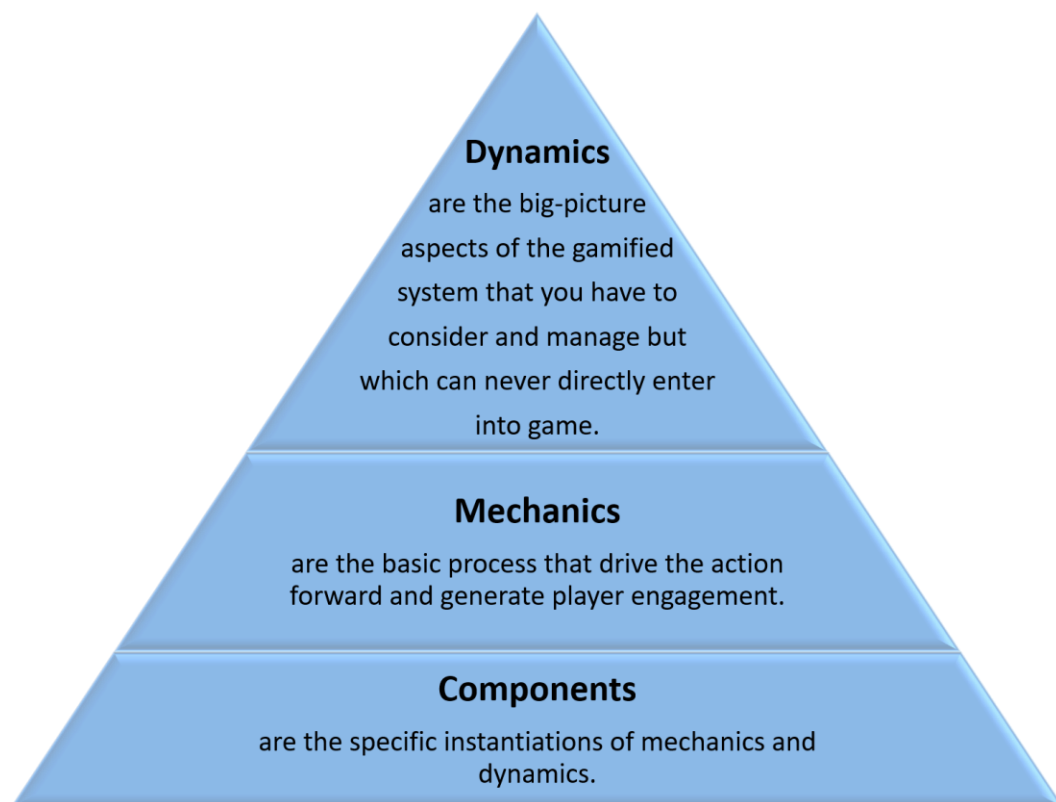 Dynamics
are the big-picture
aspects of the gamified
system that you have to
consider and manage but
which can never directly enter
into game.
Mechanics
are the basic process that drive the action
forward and generate player engagement.
Components
are the specific instantiations of mechanics and
dynamics.